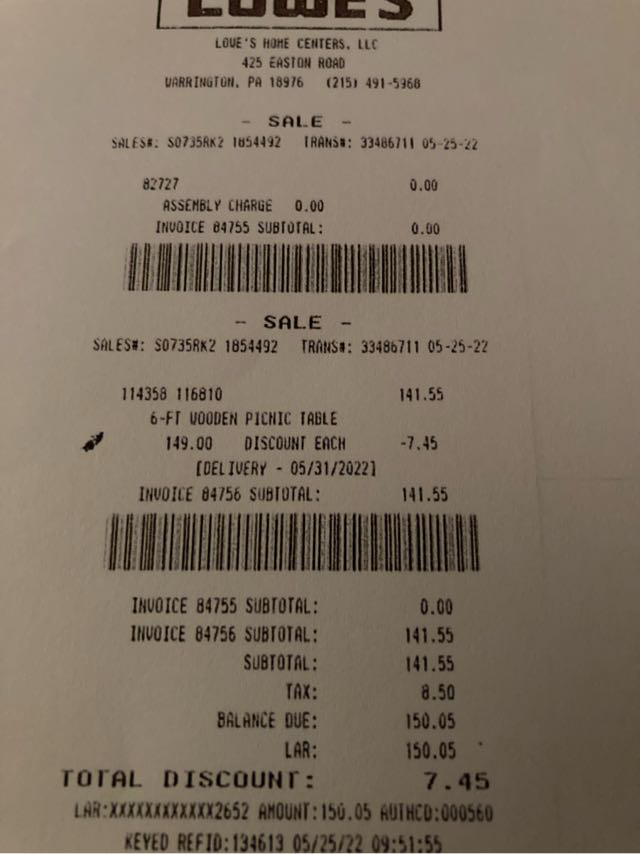 LOWE'S
LOWE'S HOME CENTERS, LLC
425 EASTON ROAD
WARRINGTON, PA 18976 (215) 491-5968
- SALE -
SALES#: S0735RK2 1854492 TRANS#: 33486711 05-25-22
82727 0.00
ASSEMBLY CHARGE 0.00
INVOICE 84755 SUBTOTAL: 0.00
- SALE -
SALES#: S0735RK2 1854492 TRANS#: 33486711 05-25-22
114358 116810 141.55
6-FT WOODEN PICNIC TABLE
149.00 DISCOUNT EACH -7.45
[DELIVERY - 05/31/2022]
INVOICE 84756 SUBTOTAL: 141.55
INVOICE 84755 SUBTOTAL: 0.00
INVOICE 84756 SUBTOTAL: 141.55
SUBTOTAL: 141.55
TAX: 8.50
BALANCE DUE: 150.05
LAR: 150.05
TOTAL DISCOUNT: 7.45
LAR:XXXXXXXXXXXX2652 AMOUNT:150.05 AUTHCD:000560
KEYED REFID:134613 05/25/22 09:51:55